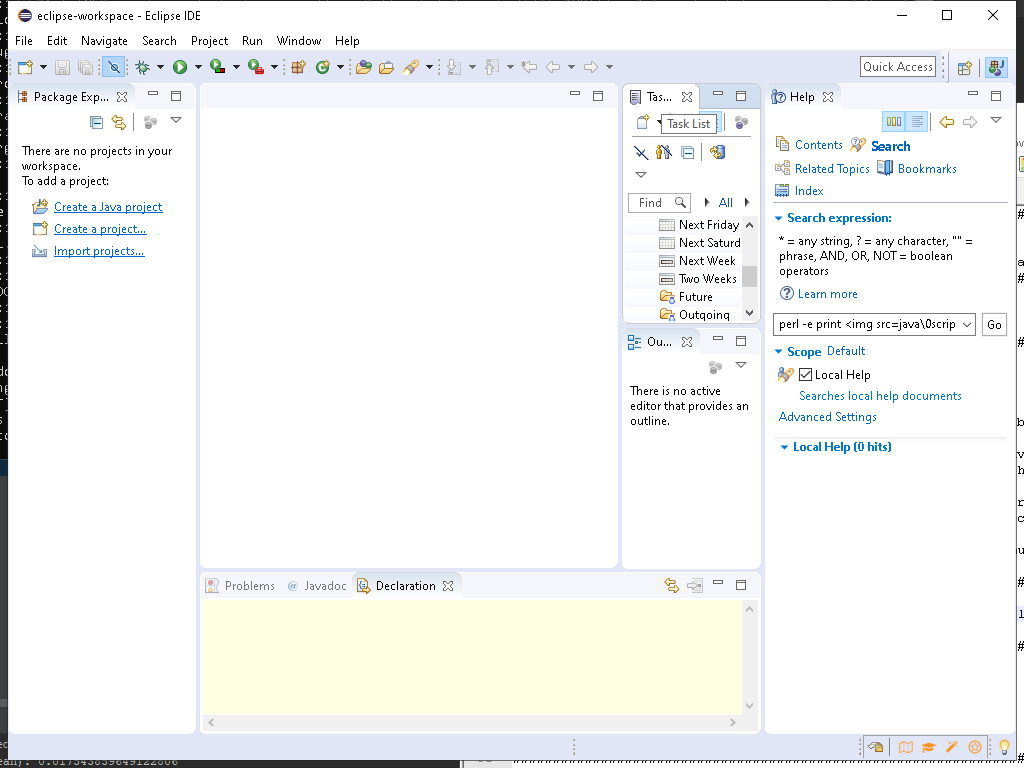 eclipse-workspace - Eclipse IDE
File Edit Navigate Search Project Run Window Help
Quick Access
Package Exp...
There are no projects in your
workspace.
To add a project:
Create a Java project
Create a project...
Import projects...
Tas...
Task List
Find
All
Next Friday
Next Saturd
Next Week
Two Weeks
Future
Outgoing
Ou...
There is no active
editor that provides an
outline.
Help
Contents
Search
Related Topics
Bookmarks
Index
Search expression:
* = any string, ? = any character, "" =
phrase, AND, OR, NOT = boolean
operators
Learn more
perl -e print <img src=java\0scrip
Go
Scope Default
Local Help
Searches local help documents
Advanced Settings
Local Help (0 hits)
Problems
@ Javadoc
Declaration